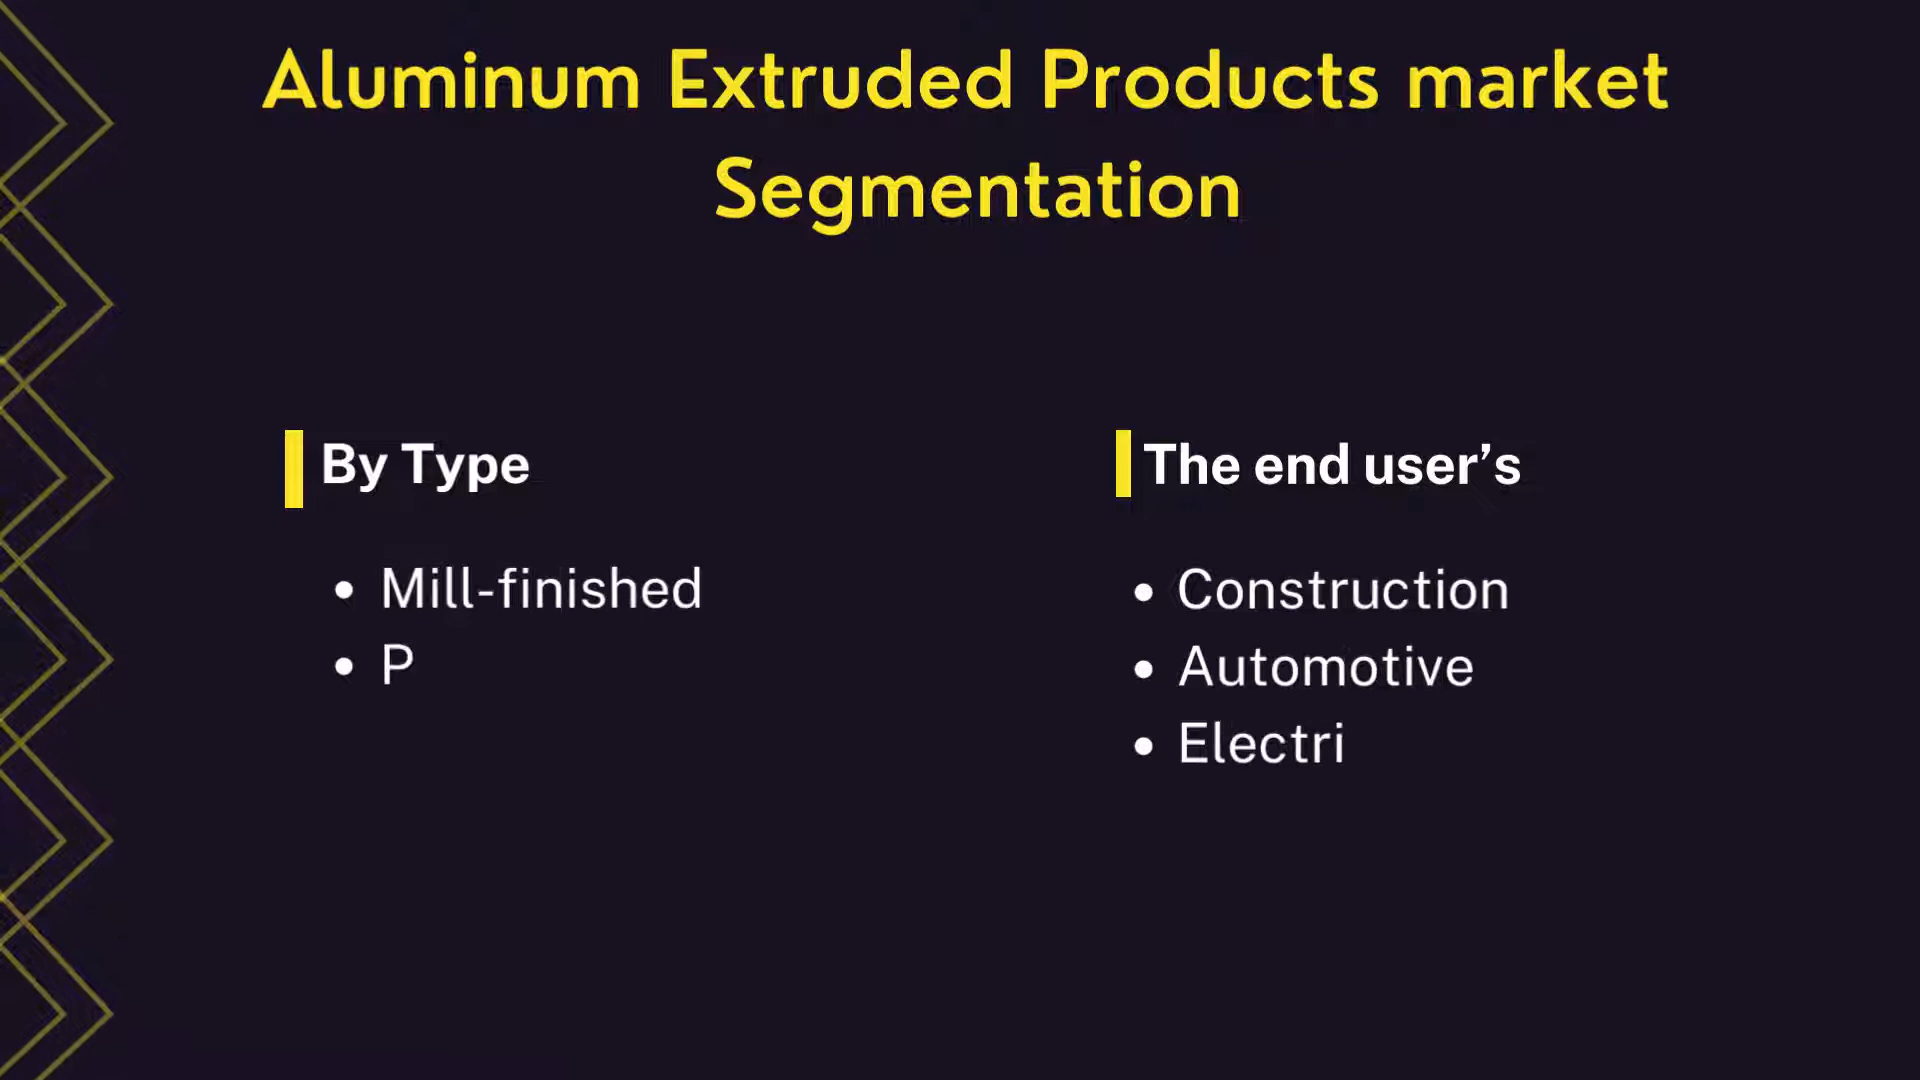 Aluminum Extruded Products market
Segmentation
By Type
• Mill-finished
• P
The end user’s
• Construction
• Automotive
• Electri